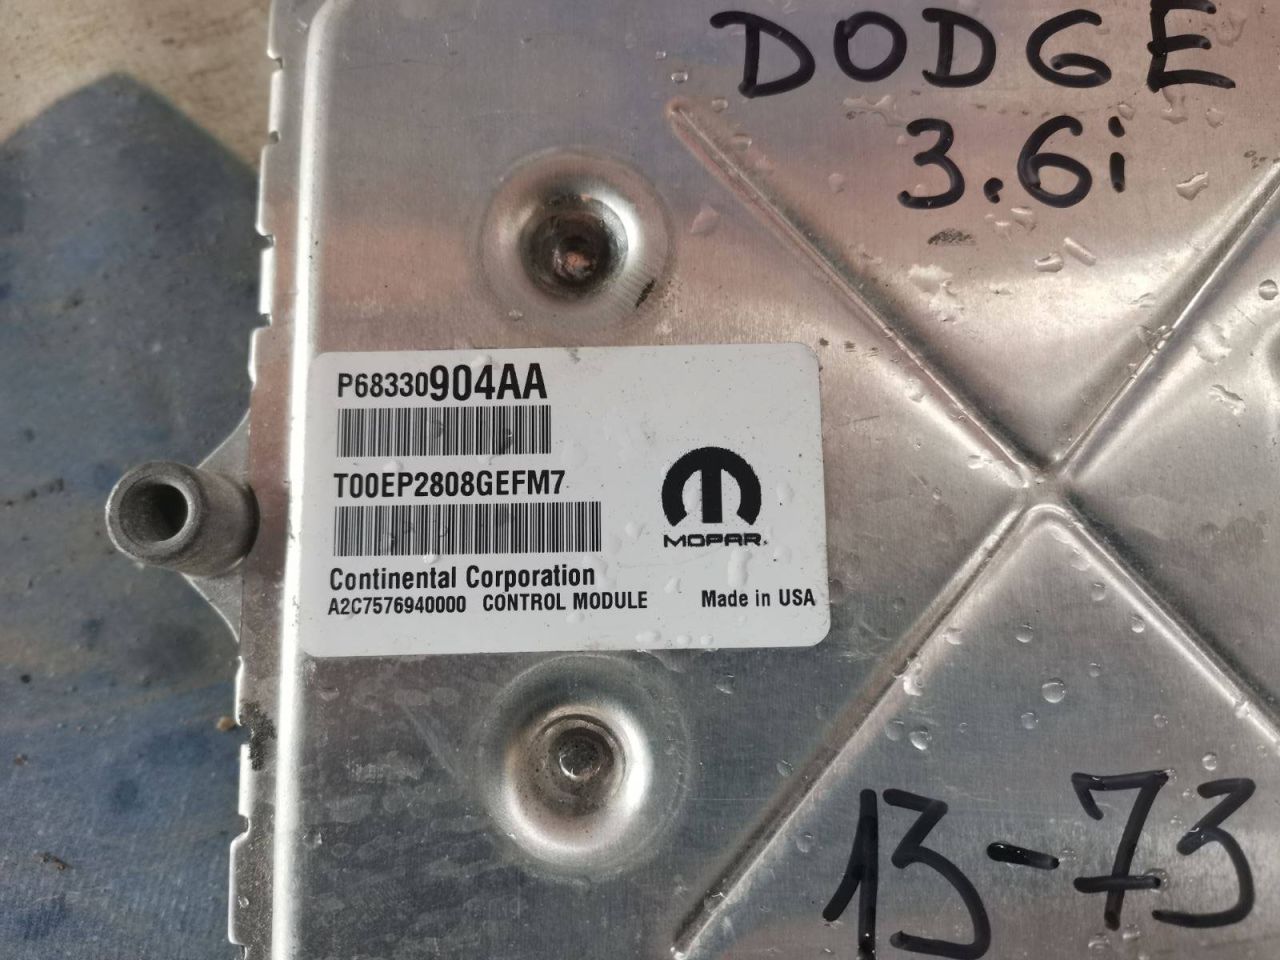 DODGE
3.6i
P68330904AA
T00EP2808GEFM7
MOPAR.
Continental Corporation
A2C7576940000 CONTROL MODULE Made in USA
13-73